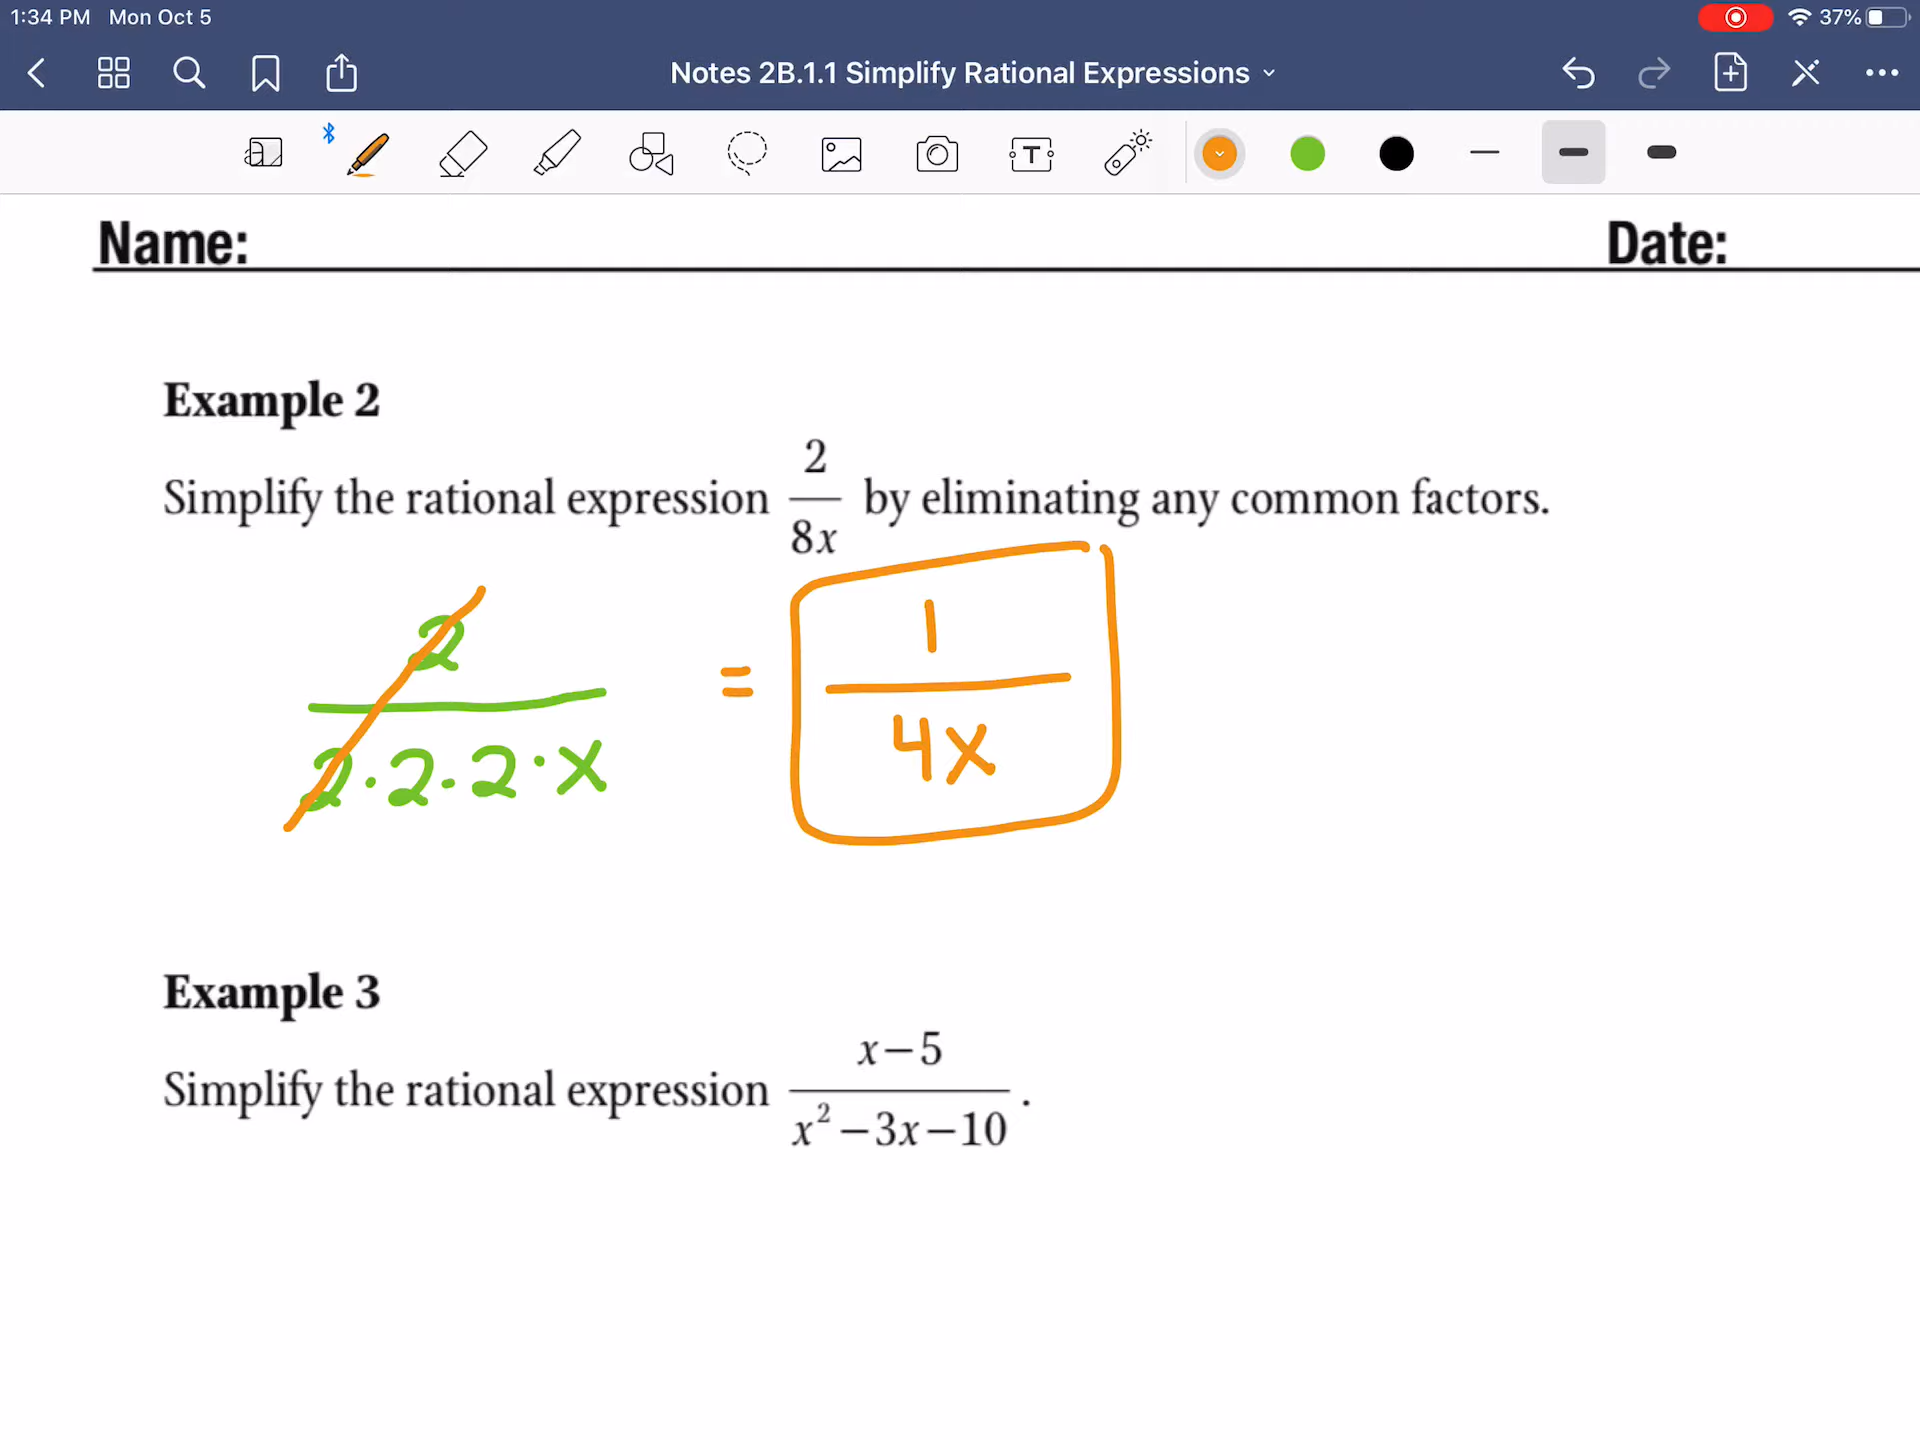 1:34 PM Mon Oct 5 37%
Notes 2B.1.1 Simplify Rational Expressions
a T
Name: Date:
Example 2
Simplify the rational expression 2/8x by eliminating any common factors.
2/2·2·2·x = 1/4x
Example 3
Simplify the rational expression x–5/x²–3x–10.